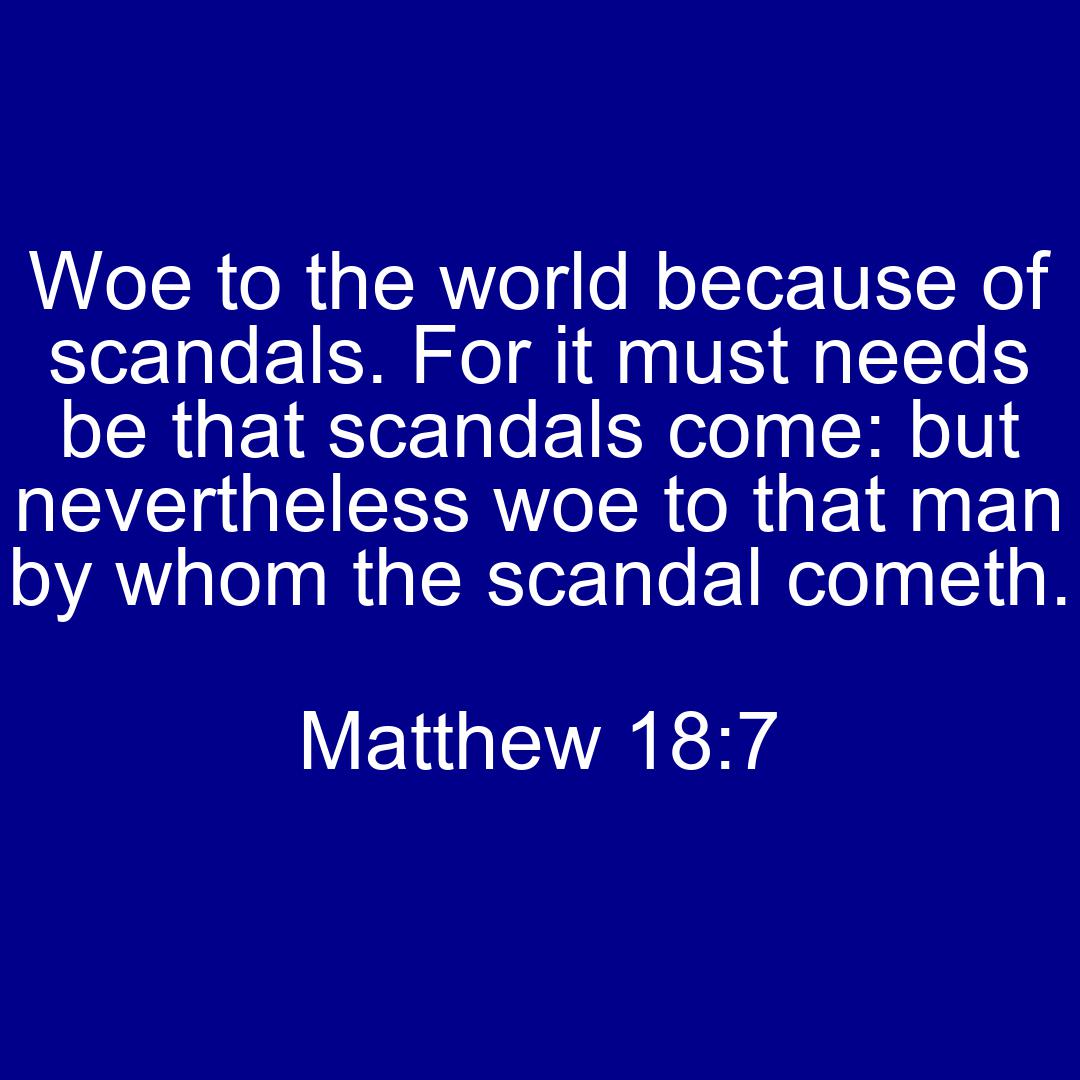 Woe to the world because of
scandals. For it must needs
be that scandals come: but
nevertheless woe to that man
by whom the scandal cometh.
Matthew 18:7